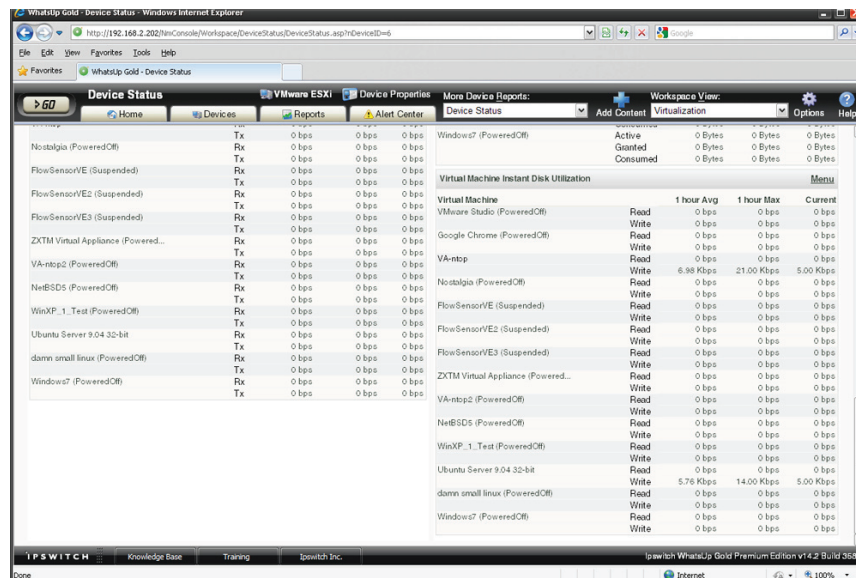 WhatsUp Gold - Device Status - Windows Internet Explorer
http://192.168.2.202/NmConsole/Workspace/DeviceStatus/DeviceStatus.asp?nDeviceID=6
Google
File Edit View Favorites Tools Help
Favorites WhatsUp Gold - Device Status
GO
Device Status VMware ESXi Device Properties More Device Reports: Workspace View:
Device Status Add Content Virtualization Options Help
Home Devices Reports Alert Center
Tx 0 bps 0 bps 0 bps
Nostalgia (PoweredOff) Rx 0 bps 0 bps 0 bps
Tx 0 bps 0 bps 0 bps
FlowSensorVE (Suspended) Rx 0 bps 0 bps 0 bps
Tx 0 bps 0 bps 0 bps
FlowSensorVE2 (Suspended) Rx 0 bps 0 bps 0 bps
Tx 0 bps 0 bps 0 bps
FlowSensorVE3 (Suspended) Rx 0 bps 0 bps 0 bps
Tx 0 bps 0 bps 0 bps
ZXTM Virtual Appliance (Powered... Rx 0 bps 0 bps 0 bps
Tx 0 bps 0 bps 0 bps
VA-ntop2 (PoweredOff) Rx 0 bps 0 bps 0 bps
Tx 0 bps 0 bps 0 bps
NetBSD5 (PoweredOff) Rx 0 bps 0 bps 0 bps
Tx 0 bps 0 bps 0 bps
WinXP_1_Test (PoweredOff) Rx 0 bps 0 bps 0 bps
Tx 0 bps 0 bps 0 bps
Ubuntu Server 9.04 32-bit Rx 0 bps 0 bps 0 bps
Tx 0 bps 0 bps 0 bps
damn small linux (PoweredOff) Rx 0 bps 0 bps 0 bps
Tx 0 bps 0 bps 0 bps
Windows7 (PoweredOff) Rx 0 bps 0 bps 0 bps
Tx 0 bps 0 bps 0 bps
Windows7 (PoweredOff) Active 0 Bytes 0 Bytes
Granted 0 Bytes 0 Bytes
Consumed 0 Bytes 0 Bytes
Virtual Machine Instant Disk Utilization Menu
Virtual Machine 1 hour Avg 1 hour Max Current
VMware Studio (PoweredOff) Read 0 bps 0 bps 0 bps
Write 0 bps 0 bps 0 bps
Google Chrome (PoweredOff) Read 0 bps 0 bps 0 bps
Write 0 bps 0 bps 0 bps
VA-ntop Read 0 bps 0 bps 0 bps
Write 6.98 Kbps 21.00 Kbps 5.00 Kbps
Nostalgia (PoweredOff) Read 0 bps 0 bps 0 bps
Write 0 bps 0 bps 0 bps
FlowSensorVE (Suspended) Read 0 bps 0 bps 0 bps
Write 0 bps 0 bps 0 bps
FlowSensorVE2 (Suspended) Read 0 bps 0 bps 0 bps
Write 0 bps 0 bps 0 bps
FlowSensorVE3 (Suspended) Read 0 bps 0 bps 0 bps
Write 0 bps 0 bps 0 bps
ZXTM Virtual Appliance (Powered... Read 0 bps 0 bps 0 bps
Write 0 bps 0 bps 0 bps
VA-ntop2 (PoweredOff) Read 0 bps 0 bps 0 bps
Write 0 bps 0 bps 0 bps
NetBSD5 (PoweredOff) Read 0 bps 0 bps 0 bps
Write 0 bps 0 bps 0 bps
WinXP_1_Test (PoweredOff) Read 0 bps 0 bps 0 bps
Write 0 bps 0 bps 0 bps
Ubuntu Server 9.04 32-bit Read 0 bps 0 bps 0 bps
Write 5.76 Kbps 14.00 Kbps 5.00 Kbps
damn small linux (PoweredOff) Read 0 bps 0 bps 0 bps
Write 0 bps 0 bps 0 bps
Windows7 (PoweredOff) Read 0 bps 0 bps 0 bps
Write 0 bps 0 bps 0 bps
IPSWITCH Knowledge Base Training Ipswitch Inc. Ipswitch WhatsUp Gold Premium Edition v14.2 Build 368
Done Internet 100%